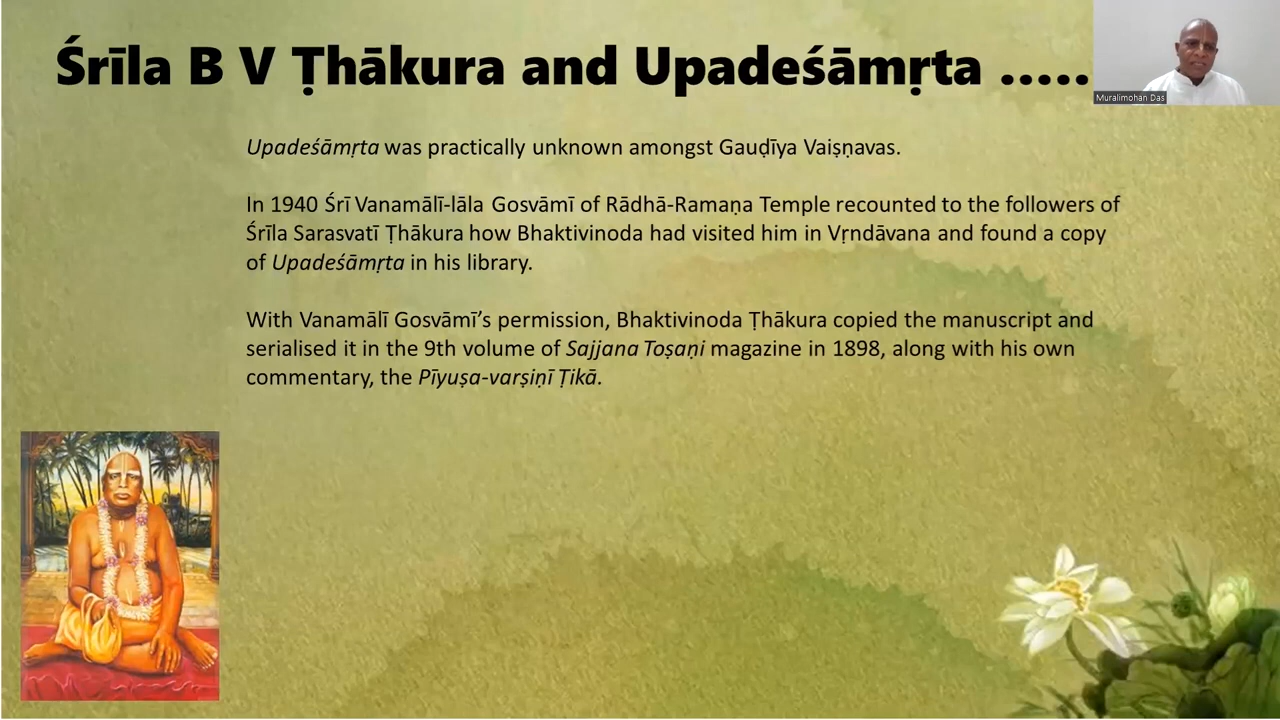 Śrīla B V Ṭhākura and Upadeśāmṛta .....
Muralimohan Das
Upadeśāmṛta was practically unknown amongst Gauḍīya Vaiṣṇavas.
In 1940 Śrī Vanamālī-lāla Gosvāmī of Rādhā-Ramaṇa Temple recounted to the followers of
Śrīla Sarasvatī Ṭhākura how Bhaktivinoda had visited him in Vṛndāvana and found a copy
of Upadeśāmṛta in his library.
With Vanamālī Gosvāmī’s permission, Bhaktivinoda Ṭhākura copied the manuscript and
serialised it in the 9th volume of Sajjana Toṣaṇi magazine in 1898, along with his own
commentary, the Pīyuṣa-varṣiṇī Ṭikā.